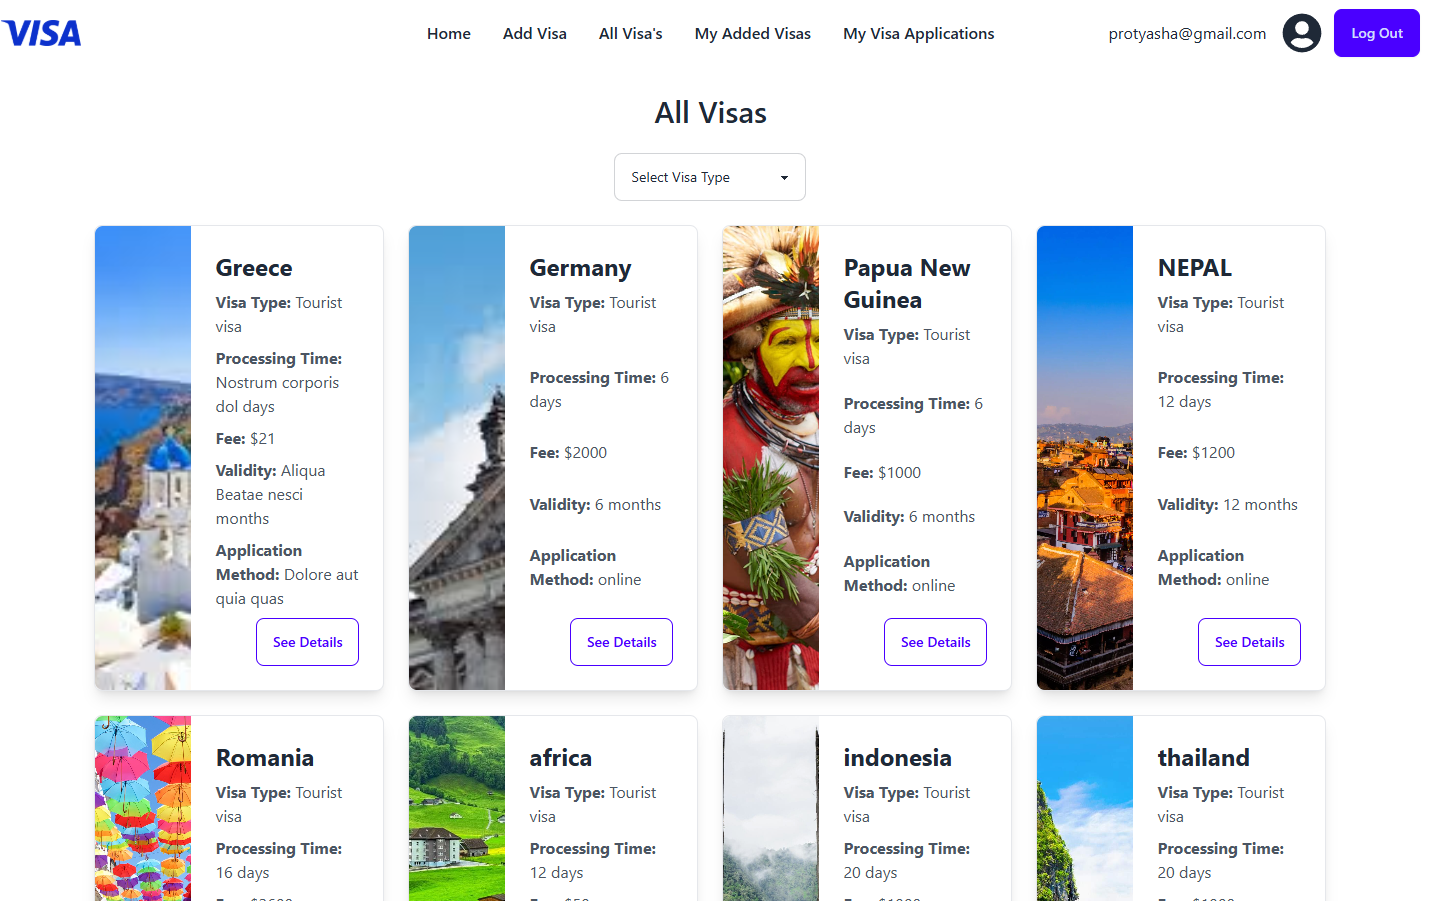 VISA
Home
Add Visa
All Visa's
My Added Visas
My Visa Applications
protyasha@gmail.com
Log Out
All Visas
Select Visa Type
Greece
Visa Type: Tourist
visa
Processing Time:
Nostrum corporis
dol days
Fee: $21
Validity: Aliqua
Beatae nesci
months
Application
Method: Dolore aut
quia quas
See Details
Germany
Visa Type: Tourist
visa
Processing Time: 6
days
Fee: $2000
Validity: 6 months
Application
Method: online
See Details
Papua New
Guinea
Visa Type: Tourist
visa
Processing Time: 6
days
Fee: $1000
Validity: 6 months
Application
Method: online
See Details
NEPAL
Visa Type: Tourist
visa
Processing Time:
12 days
Fee: $1200
Validity: 12 months
Application
Method: online
See Details
Romania
Visa Type: Tourist
visa
Processing Time:
16 days
africa
Visa Type: Tourist
visa
Processing Time:
12 days
indonesia
Visa Type: Tourist
visa
Processing Time:
20 days
thailand
Visa Type: Tourist
visa
Processing Time:
20 days